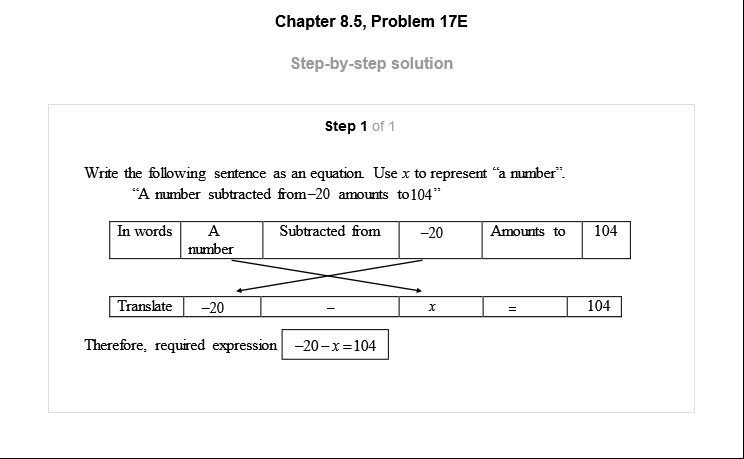 Chapter 8.5, Problem 17E
Step-by-step solution
Step 1 of 1
Write the following sentence as an equation. Use x to represent “a number”.
“A number subtracted from−20 amounts to104”
In words A number Subtracted from −20 Amounts to 104
Translate −20 − x = 104
Therefore, required expression −20−x=104